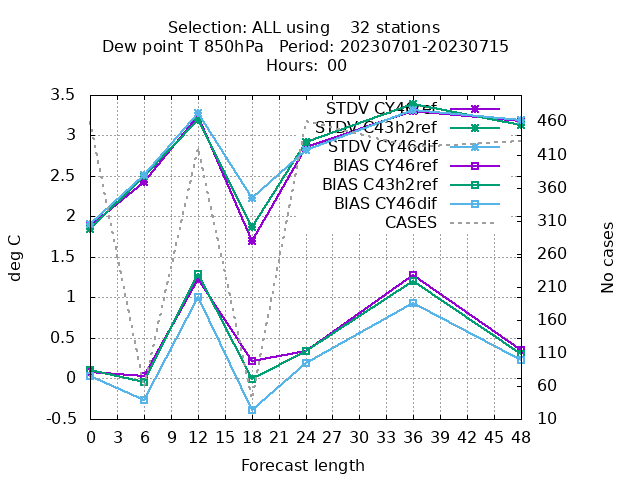 Selection: ALL using    32 stations
Dew point T 850hPa   Period: 20230701-20230715
Hours:  00
3.5
3
2.5
2
1.5
1
0.5
0
-0.5
deg C
460
410
360
310
260
210
160
110
60
10
No cases
STDV CY46ref
STDV C43h2ref
STDV CY46dif
BIAS CY46ref
BIAS C43h2ref
BIAS CY46dif
CASES
0 3 6 9 12 15 18 21 24 27 30 33 36 39 42 45 48
Forecast length